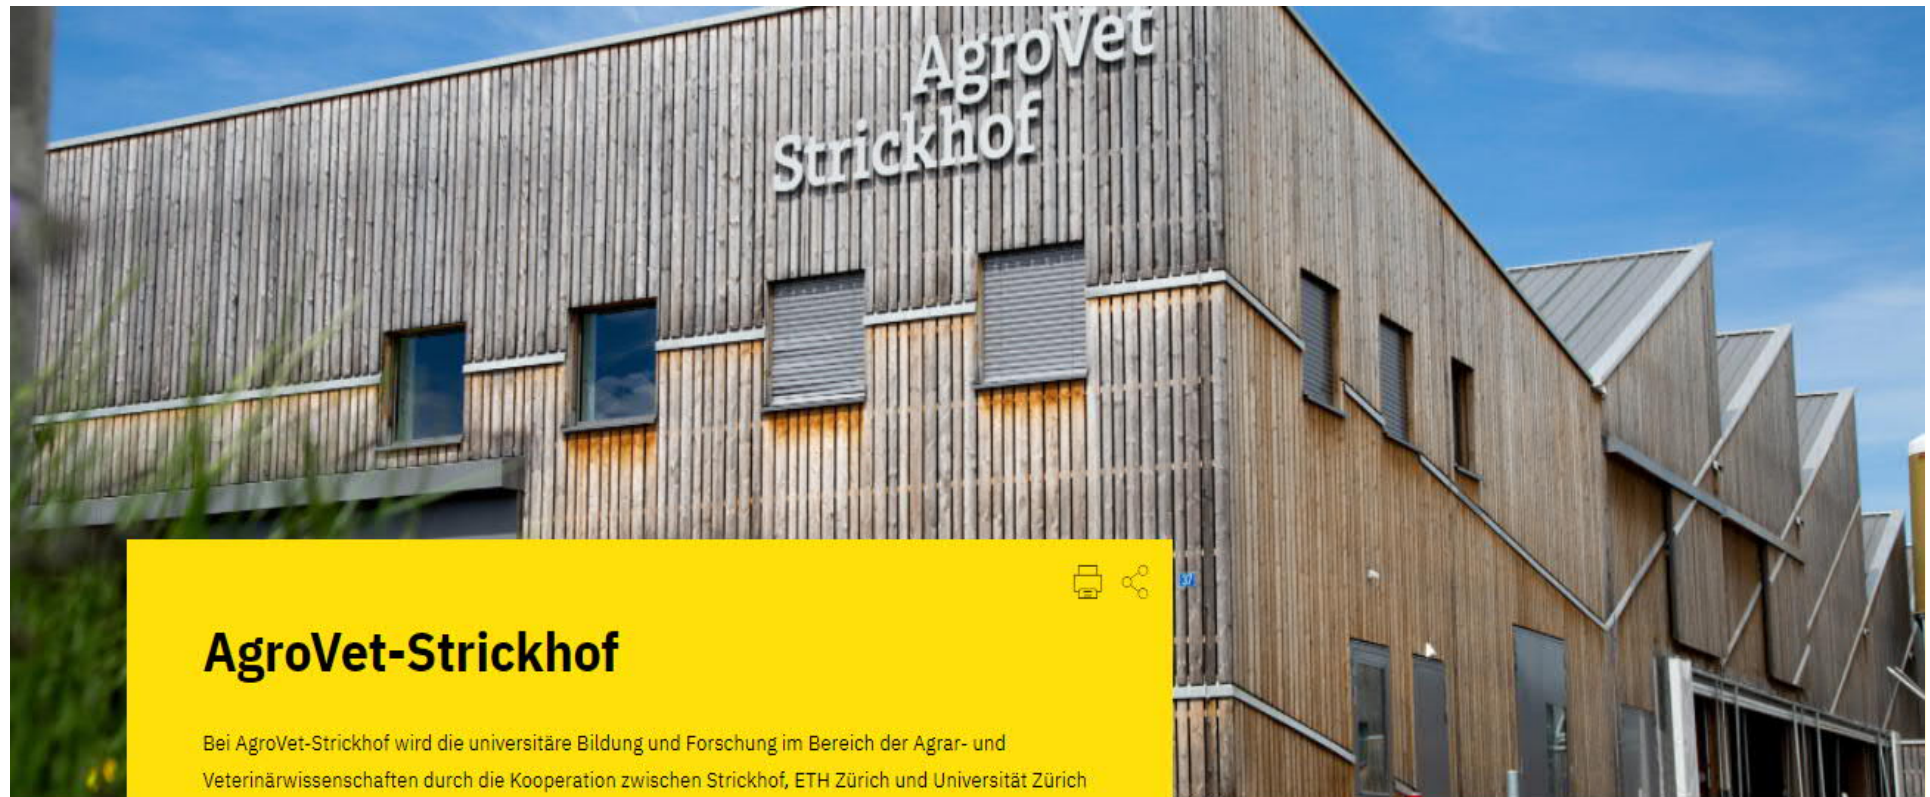 AgroVet
Strickhof
37
AgroVet-Strickhof
Bei AgroVet-Strickhof wird die universitäre Bildung und Forschung im Bereich der Agrar- und
Veterinärwissenschaften durch die Kooperation zwischen Strickhof, ETH Zürich und Universität Zürich